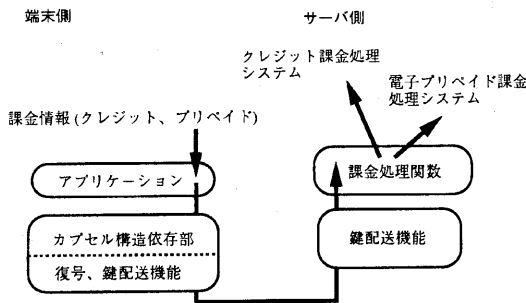 端末側
サーバ側
クレジット課金処理
システム
電子プリペイド課金
処理システム
課金情報 (クレジット、プリペイド)
アプリケーション
課金処理関数
カプセル構造依存部
鍵配送機能
復号、鍵配送機能